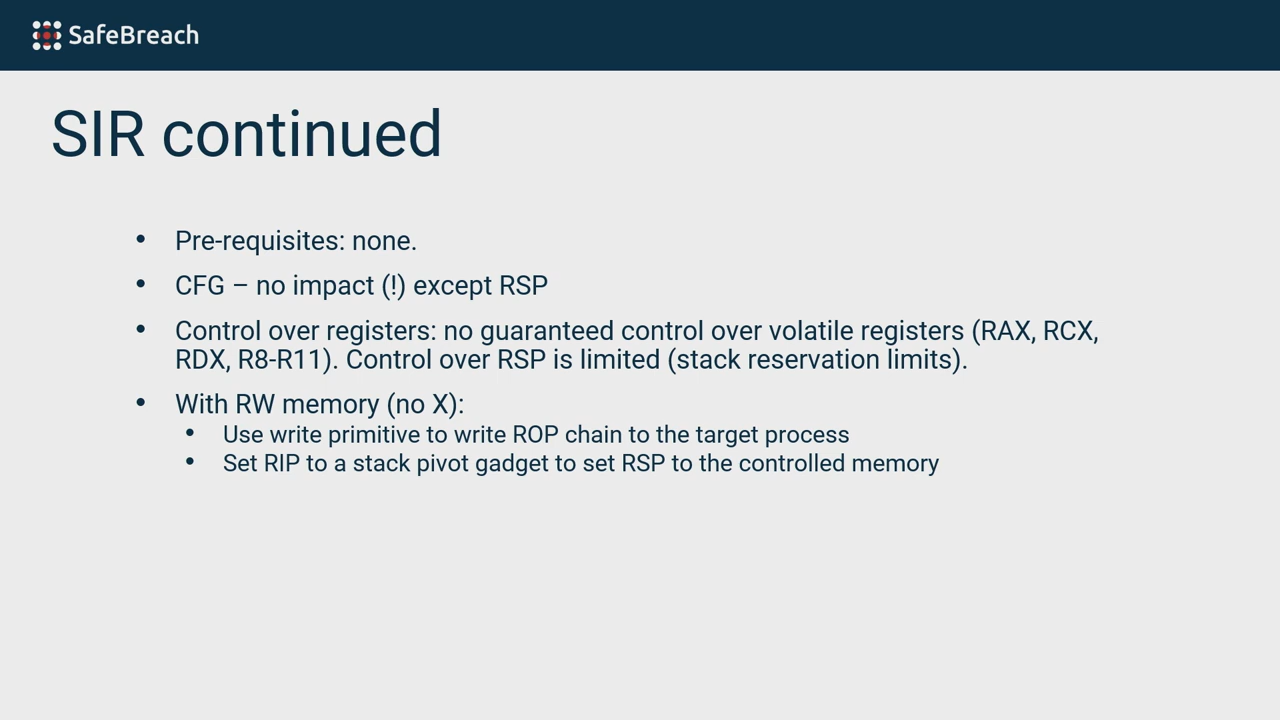 SafeBreach
SIR continued
• Pre-requisites: none.
• CFG – no impact (!) except RSP
• Control over registers: no guaranteed control over volatile registers (RAX, RCX,
RDX, R8-R11). Control over RSP is limited (stack reservation limits).
• With RW memory (no X):
• Use write primitive to write ROP chain to the target process
• Set RIP to a stack pivot gadget to set RSP to the controlled memory